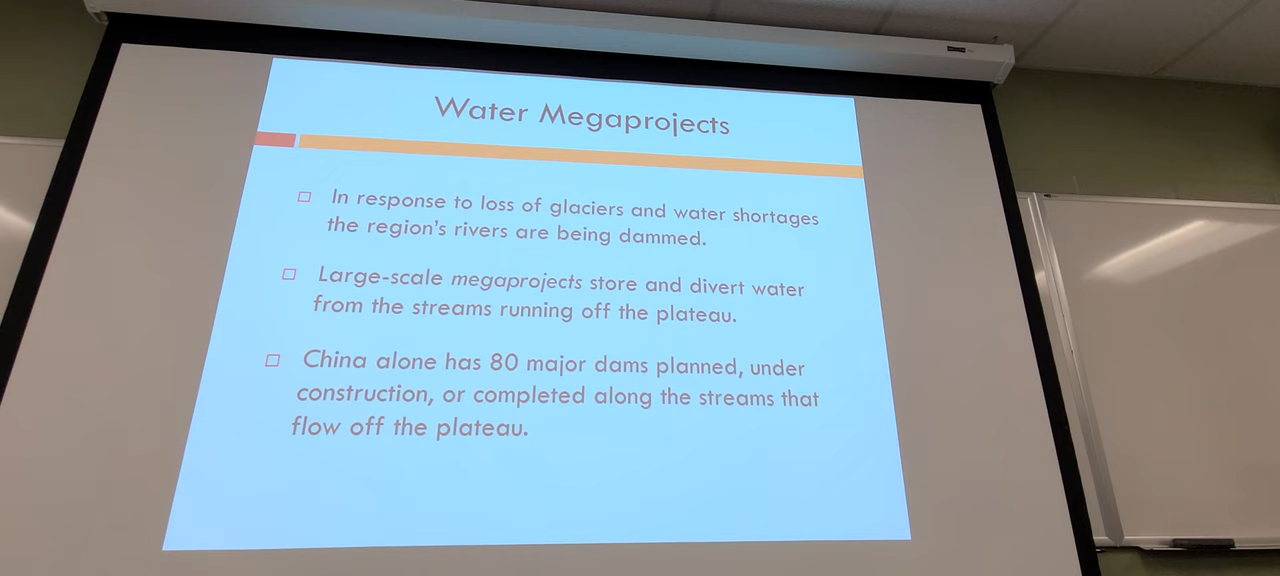 Water Megaprojects
In response to loss of glaciers and water shortages
the region's rivers are being dammed.
Large-scale megaprojects store and divert water
from the streams running off the plateau.
China alone has 80 major dams planned, under
construction, or completed along the streams that
flow off the plateau.